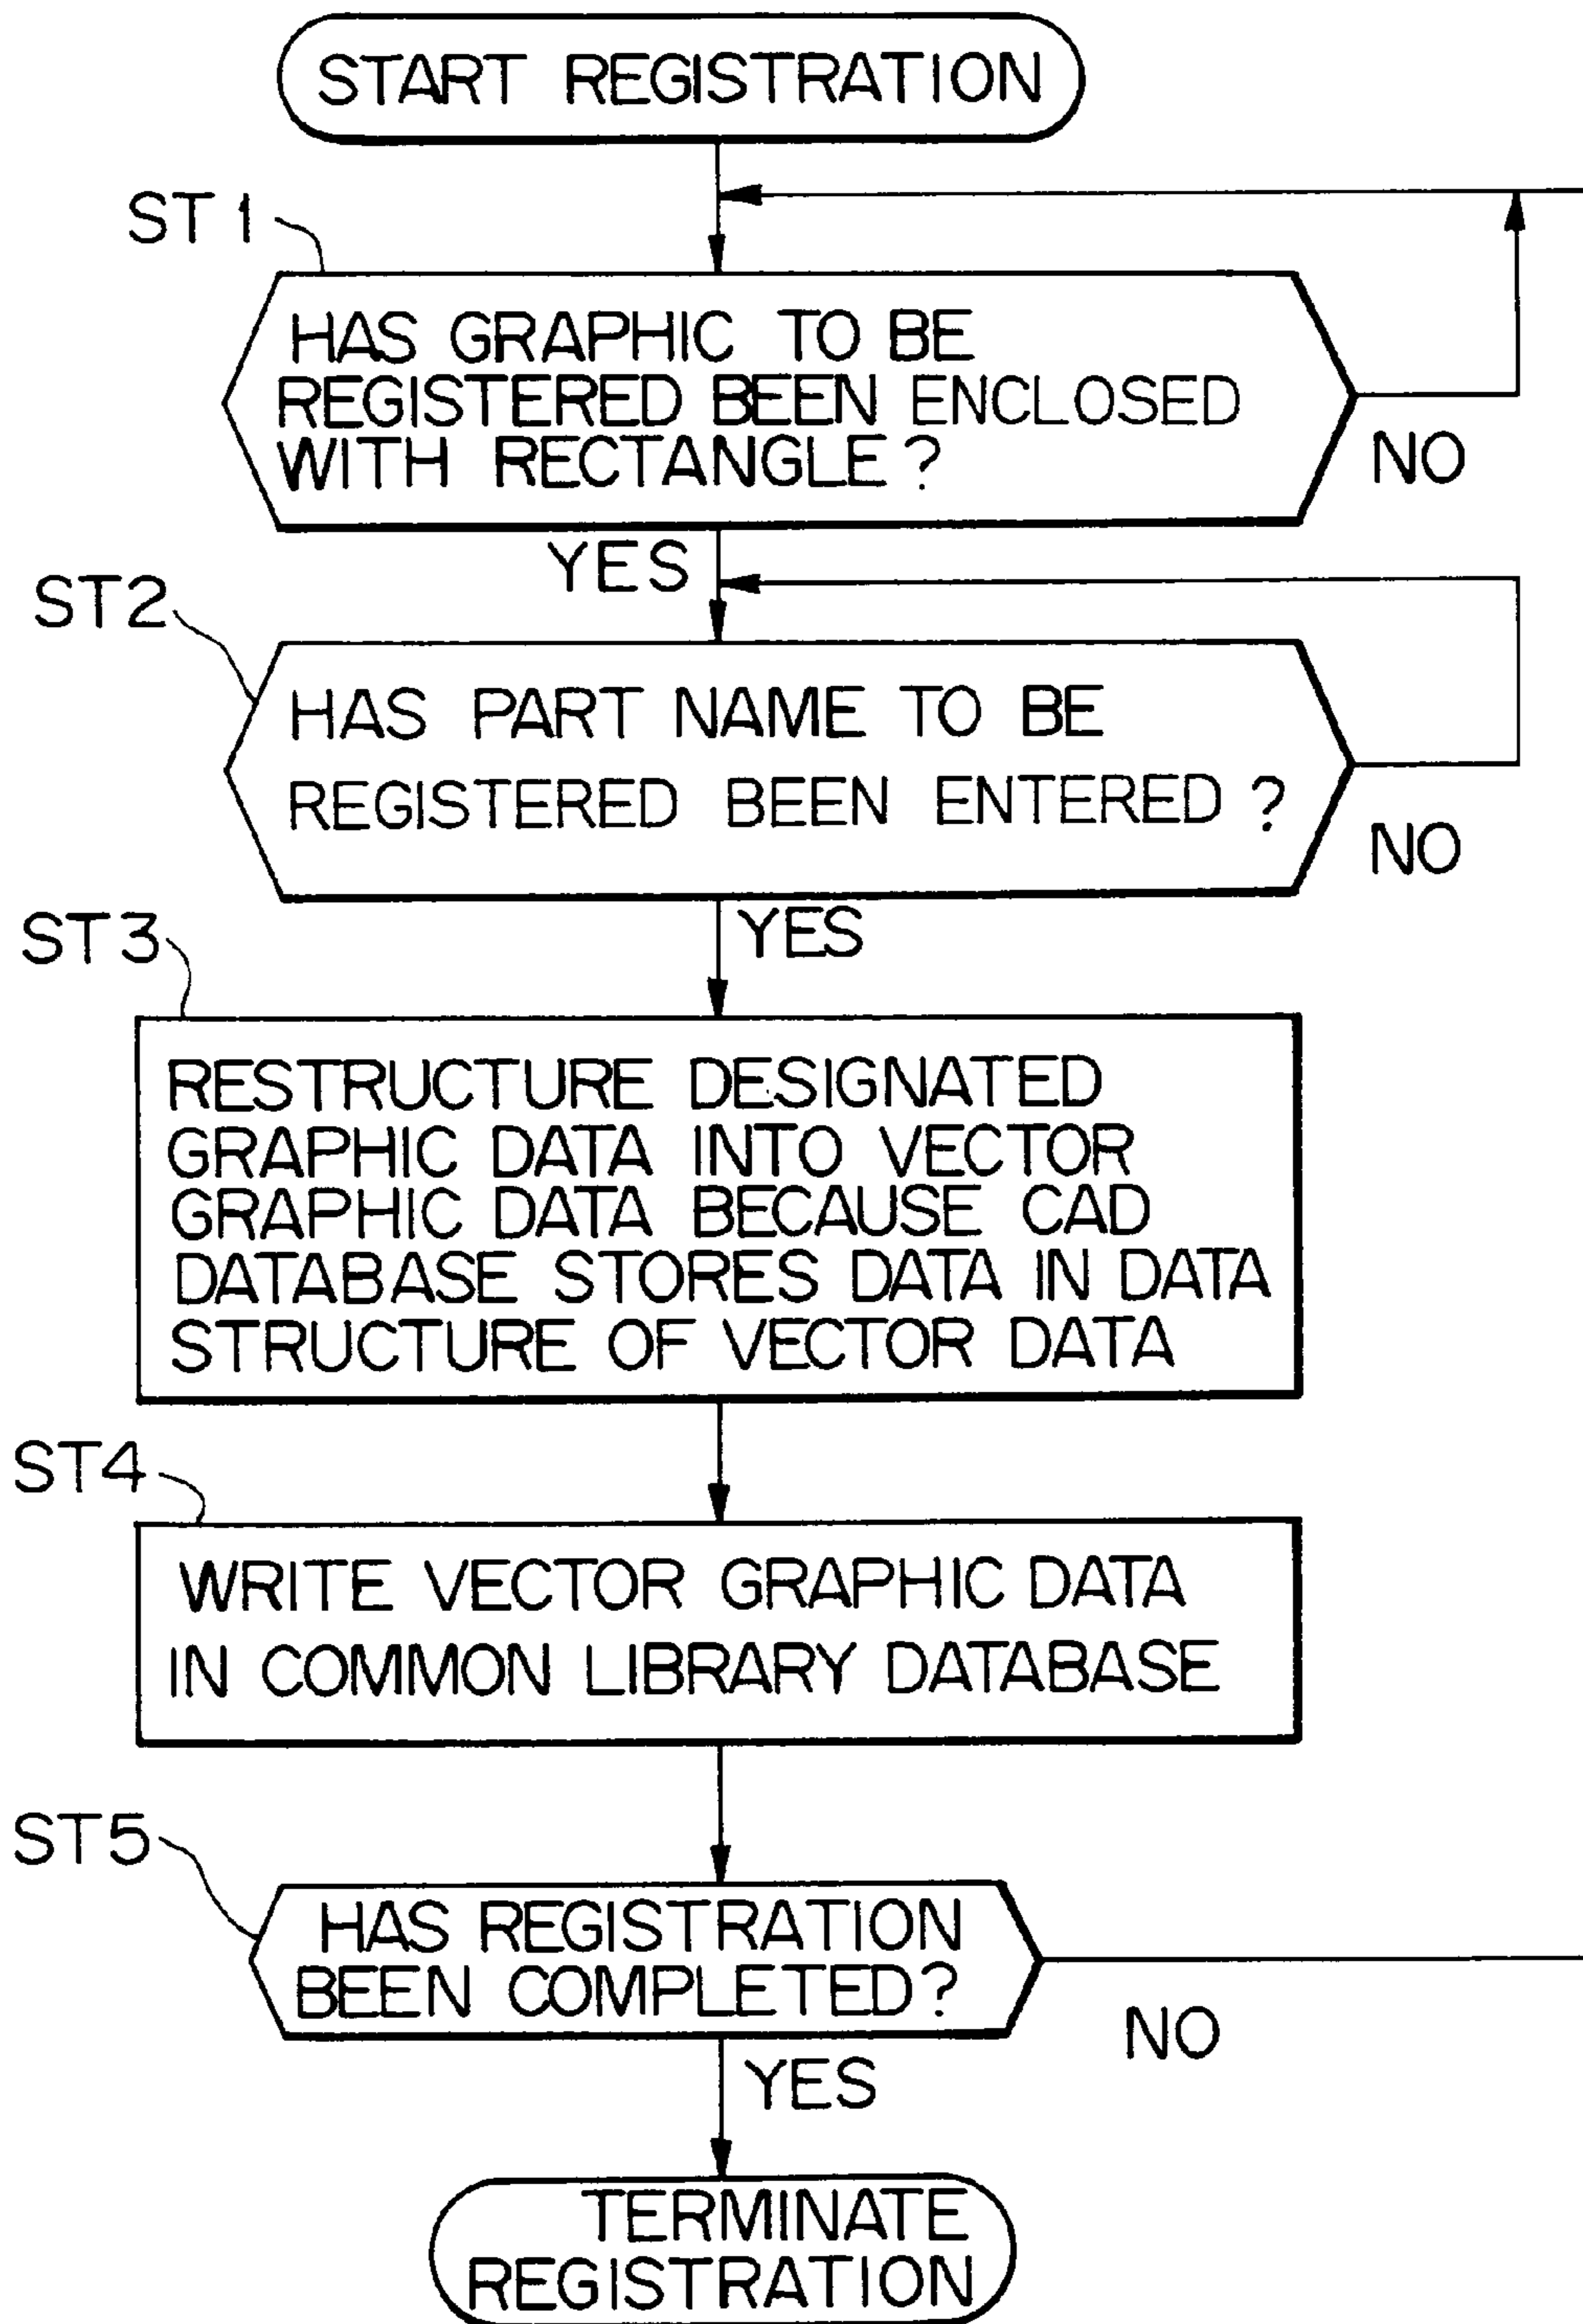 START REGISTRATION
ST1
HAS GRAPHIC TO BE
REGISTERED BEEN ENCLOSED
WITH RECTANGLE?
NO
YES
ST2
HAS PART NAME TO BE
REGISTERED BEEN ENTERED?
NO
YES
ST3
RESTRUCTURE DESIGNATED
GRAPHIC DATA INTO VECTOR
GRAPHIC DATA BECAUSE CAD
DATABASE STORES DATA IN DATA
STRUCTURE OF VECTOR DATA
ST4
WRITE VECTOR GRAPHIC DATA
IN COMMON LIBRARY DATABASE
ST5
HAS REGISTRATION
BEEN COMPLETED?
NO
YES
TERMINATE
REGISTRATION